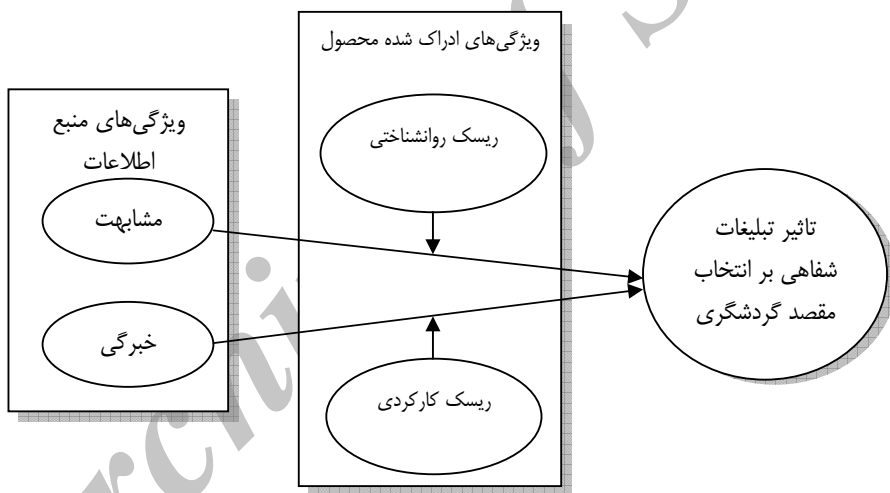 ویژگی‌های ادراک شده محصول
ویژگی‌های منبع
اطلاعات
ریسک روانشناختی
مشابهت
تاثیر تبلیغات
شفاهی بر انتخاب
مقصد گردشگری
خبرگی
ریسک کارکردی